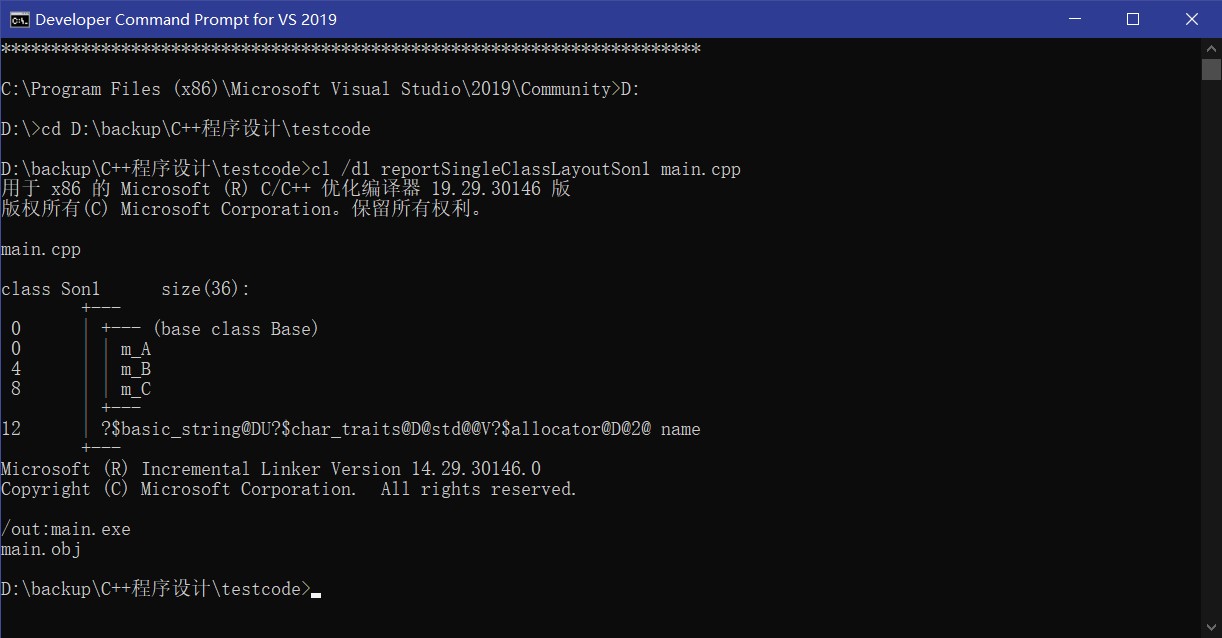 Developer Command Prompt for VS 2019
**********************************************************************
C:\Program Files (x86)\Microsoft Visual Studio\2019\Community>D:
D:\>cd D:\backup\C++程序设计\testcode
D:\backup\C++程序设计\testcode>cl /d1 reportSingleClassLayoutSon1 main.cpp
用于 x86 的 Microsoft (R) C/C++ 优化编译器 19.29.30146 版
版权所有(C) Microsoft Corporation。保留所有权利。
main.cpp
class Son1      size(36):
        +---
 0      | +--- (base class Base)
 0      | | m_A
 4      | | m_B
 8      | | m_C
        | +---
12      | ?$basic_string@DU?$char_traits@D@std@@V?$allocator@D@2@ name
        +---
Microsoft (R) Incremental Linker Version 14.29.30146.0
Copyright (C) Microsoft Corporation.  All rights reserved.
/out:main.exe
main.obj
D:\backup\C++程序设计\testcode>